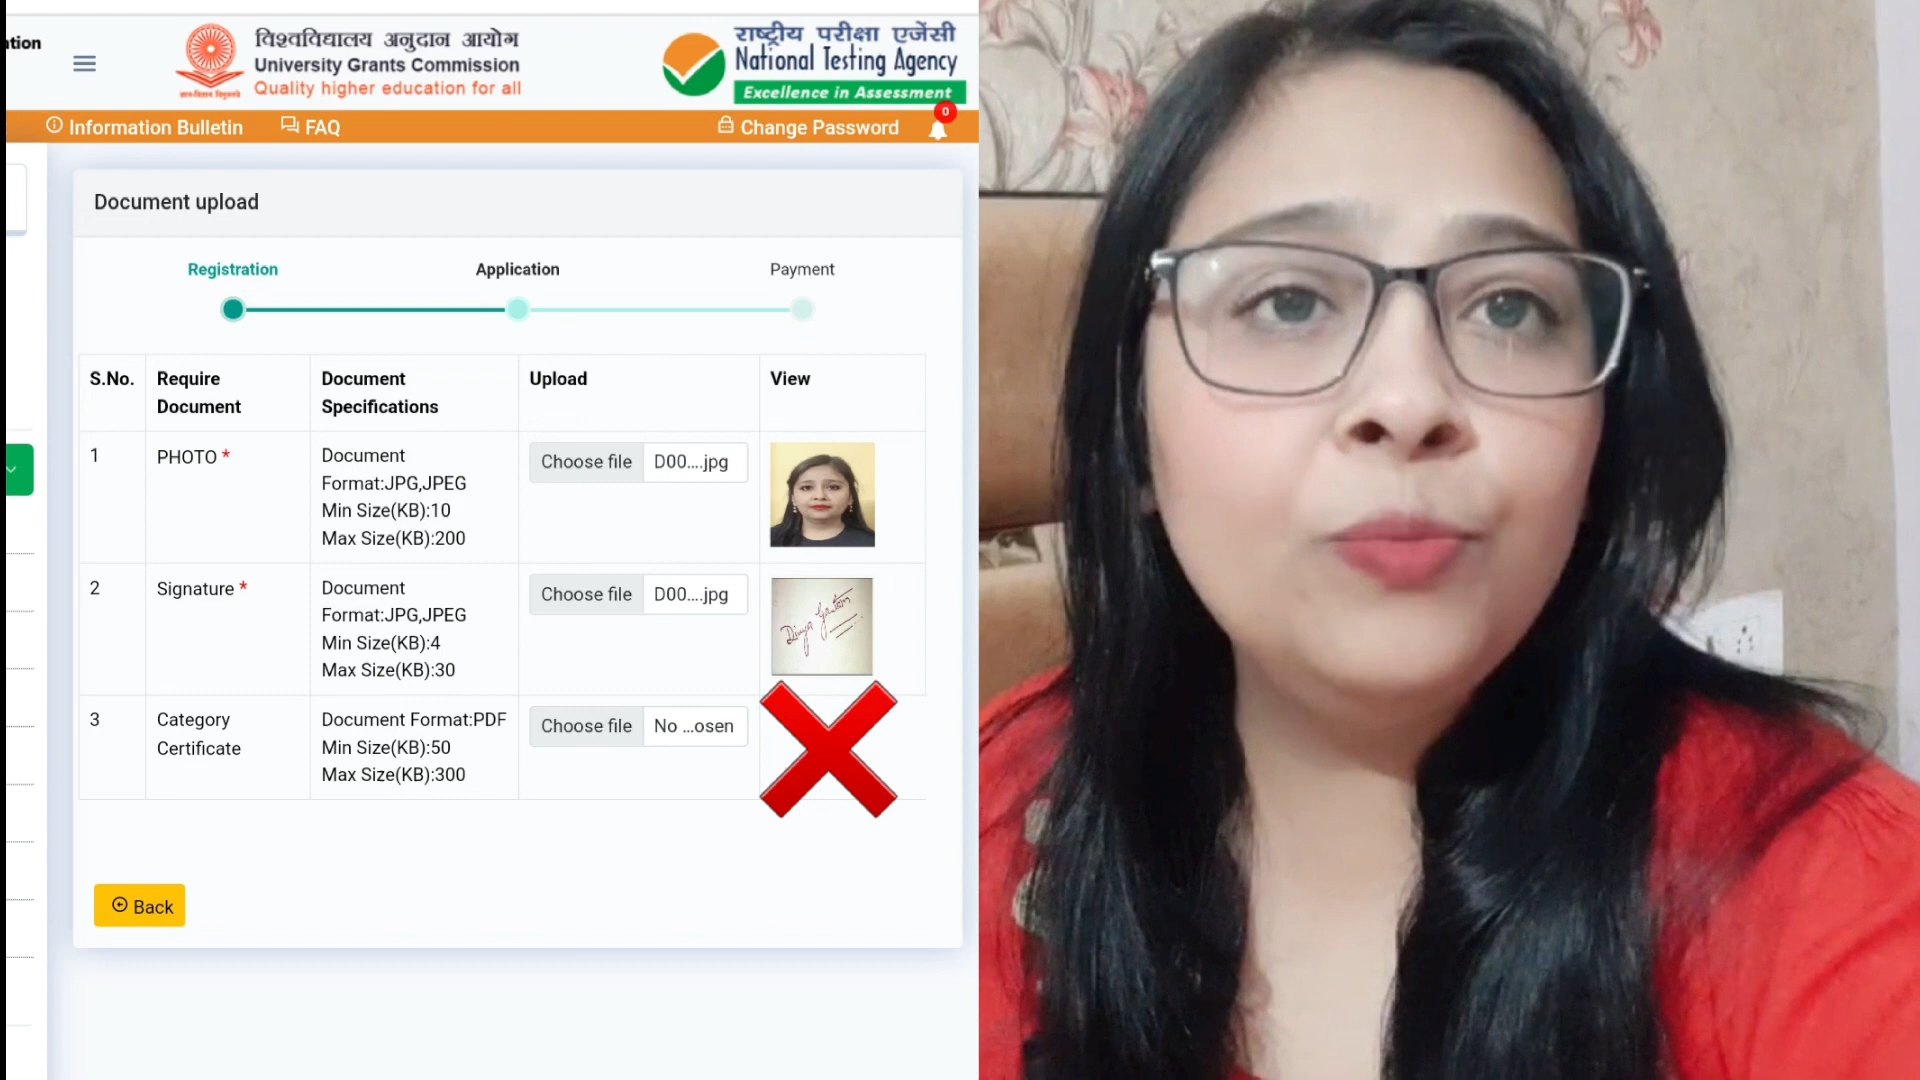 ation
विश्वविद्यालय अनुदान आयोग
University Grants Commission
Quality higher education for all
राष्ट्रीय परीक्षा एजेंसी
National Testing Agency
Excellence in Assessment
Information Bulletin
FAQ
Change Password
0
Document upload
Registration
Application
Payment
S.No.
Require
Document
Document
Specifications
Upload
View
1
PHOTO *
Document
Format:JPG,JPEG
Min Size(KB):10
Max Size(KB):200
Choose file
D00....jpg
2
Signature *
Document
Format:JPG,JPEG
Min Size(KB):4
Max Size(KB):30
Choose file
D00....jpg
3
Category
Certificate
Document Format:PDF
Min Size(KB):50
Max Size(KB):300
Choose file
No ...osen
Back